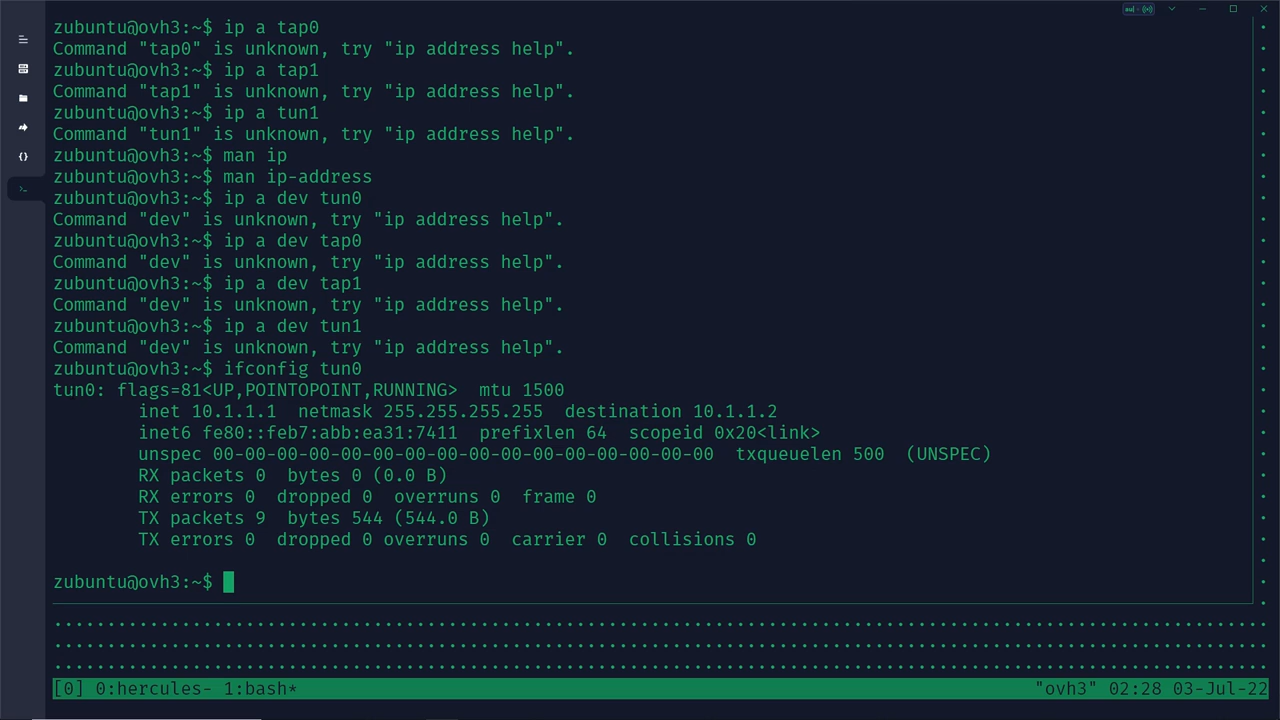 zubuntu@ovh3:~$ ip a tap0
Command "tap0" is unknown, try "ip address help".
zubuntu@ovh3:~$ ip a tap1
Command "tap1" is unknown, try "ip address help".
zubuntu@ovh3:~$ ip a tun1
Command "tun1" is unknown, try "ip address help".
zubuntu@ovh3:~$ man ip
zubuntu@ovh3:~$ man ip-address
zubuntu@ovh3:~$ ip a dev tun0
Command "dev" is unknown, try "ip address help".
zubuntu@ovh3:~$ ip a dev tap0
Command "dev" is unknown, try "ip address help".
zubuntu@ovh3:~$ ip a dev tap1
Command "dev" is unknown, try "ip address help".
zubuntu@ovh3:~$ ip a dev tun1
Command "dev" is unknown, try "ip address help".
zubuntu@ovh3:~$ ifconfig tun0
tun0: flags=81<UP,POINTOPOINT,RUNNING>  mtu 1500
        inet 10.1.1.1  netmask 255.255.255.255  destination 10.1.1.2
        inet6 fe80::feb7:abb:ea31:7411  prefixlen 64  scopeid 0x20<link>
        unspec 00-00-00-00-00-00-00-00-00-00-00-00-00-00-00-00  txqueuelen 500  (UNSPEC)
        RX packets 0  bytes 0 (0.0 B)
        RX errors 0  dropped 0  overruns 0  frame 0
        TX packets 9  bytes 544 (544.0 B)
        TX errors 0  dropped 0 overruns 0  carrier 0  collisions 0
zubuntu@ovh3:~$
[0] 0:hercules- 1:bash* "ovh3" 02:28 03-Jul-22